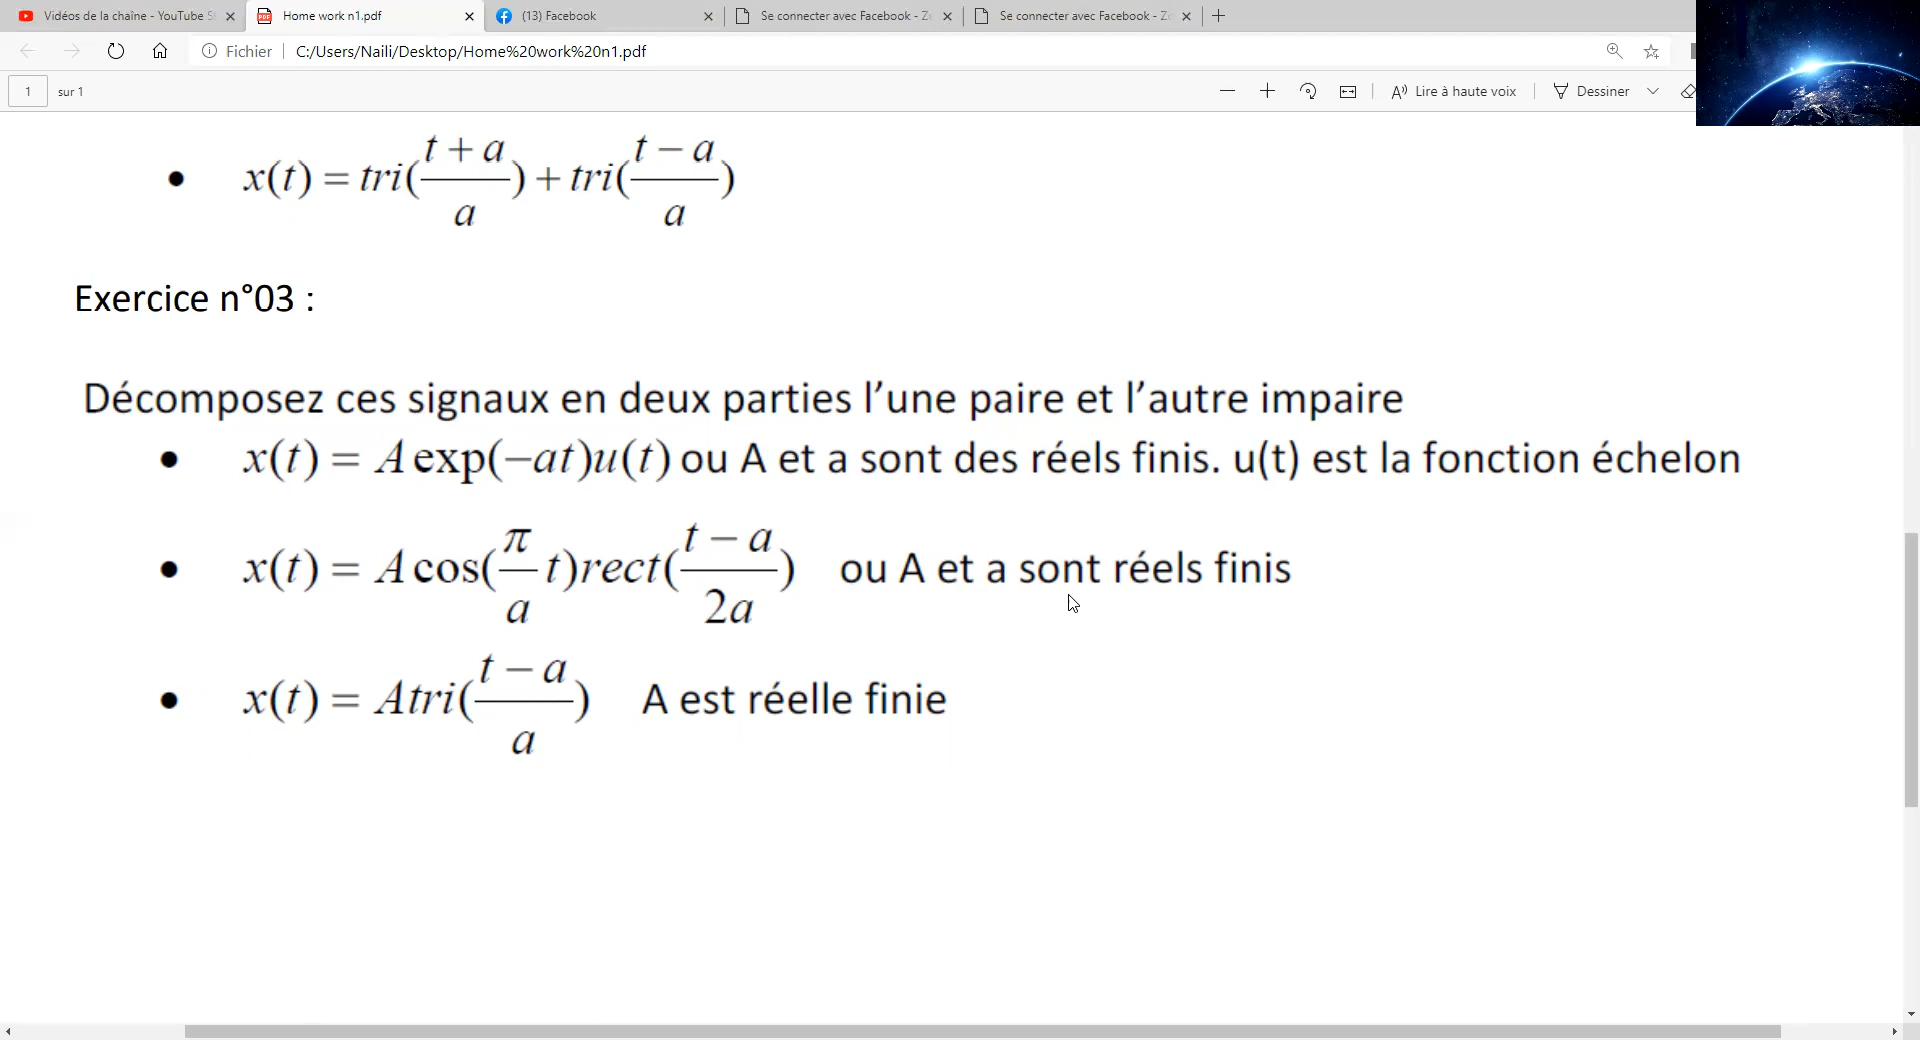 Vidéos de la chaîne - YouTube S
Home work n1.pdf
(13) Facebook
Se connecter avec Facebook - Zo
Se connecter avec Facebook - Zo
Fichier
C:/Users/Naili/Desktop/Home%20work%20n1.pdf
1 sur 1
Lire à haute voix
Dessiner
• x(t) = tri((t + a)/a) + tri((t − a)/a)
Exercice n°03 :
Décomposez ces signaux en deux parties l’une paire et l’autre impaire
• x(t) = A exp(−at)u(t) ou A et a sont des réels finis. u(t) est la fonction échelon
• x(t) = A cos(π/a t)rect((t − a)/2a) ou A et a sont réels finis
• x(t) = Atri((t − a)/a) A est réelle finie